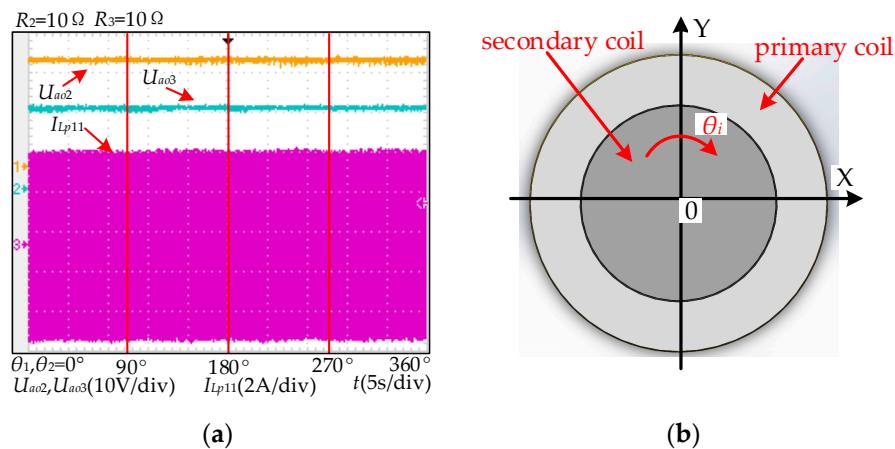 R2=10 Ω R3=10 Ω
Uao2
Uao3
ILp11
1
2
3
θ1,θ2=0° 90° 180° 270° 360°
Uao2,Uao3(10V/div) ILp11(2A/div) t(5s/div)
(a)
Y
secondary coil primary coil
θi
X
0
(b)